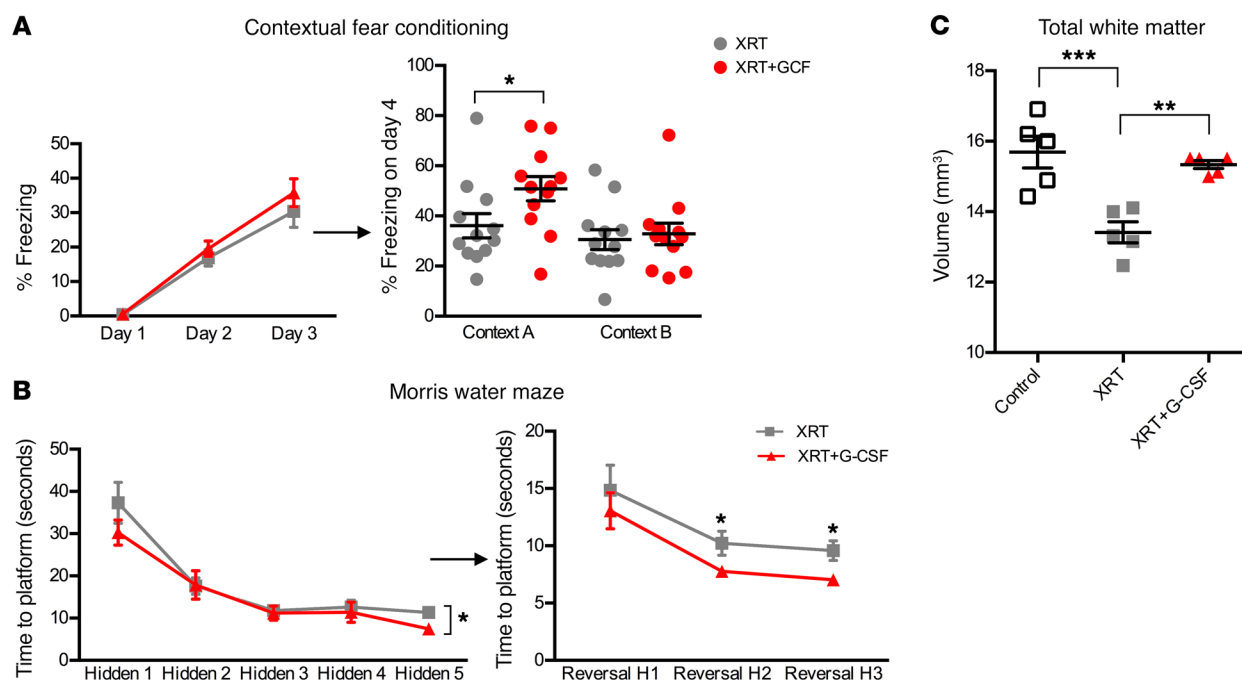 A
Contextual fear conditioning
XRT
XRT+GCF
% Freezing
50
40
30
20
10
0
Day 1
Day 2
Day 3
% Freezing on day 4
100
80
60
40
20
0
*
Context A
Context B
C
Total white matter
***
**
Volume (mm³)
18
16
14
12
10
Control
XRT
XRT+G-CSF
B
Morris water maze
Time to platform (seconds)
50
40
30
20
10
0
*
Hidden 1
Hidden 2
Hidden 3
Hidden 4
Hidden 5
XRT
XRT+G-CSF
Time to platform (seconds)
20
15
10
5
0
*
*
Reversal H1
Reversal H2
Reversal H3